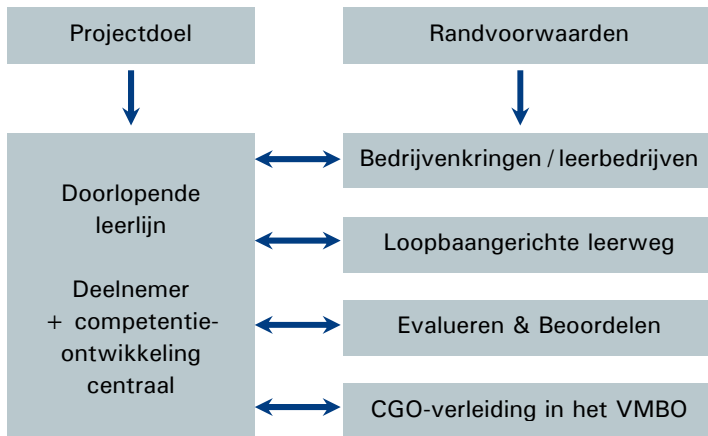 Projectdoel
Randvoorwaarden
Doorlopende
leerlijn
Deelnemer
+ competentie-
ontwikkeling
centraal
Bedrijvenkringen / leerbedrijven
Loopbaangerichte leerweg
Evalueren & Beoordelen
CGO-verleiding in het VMBO